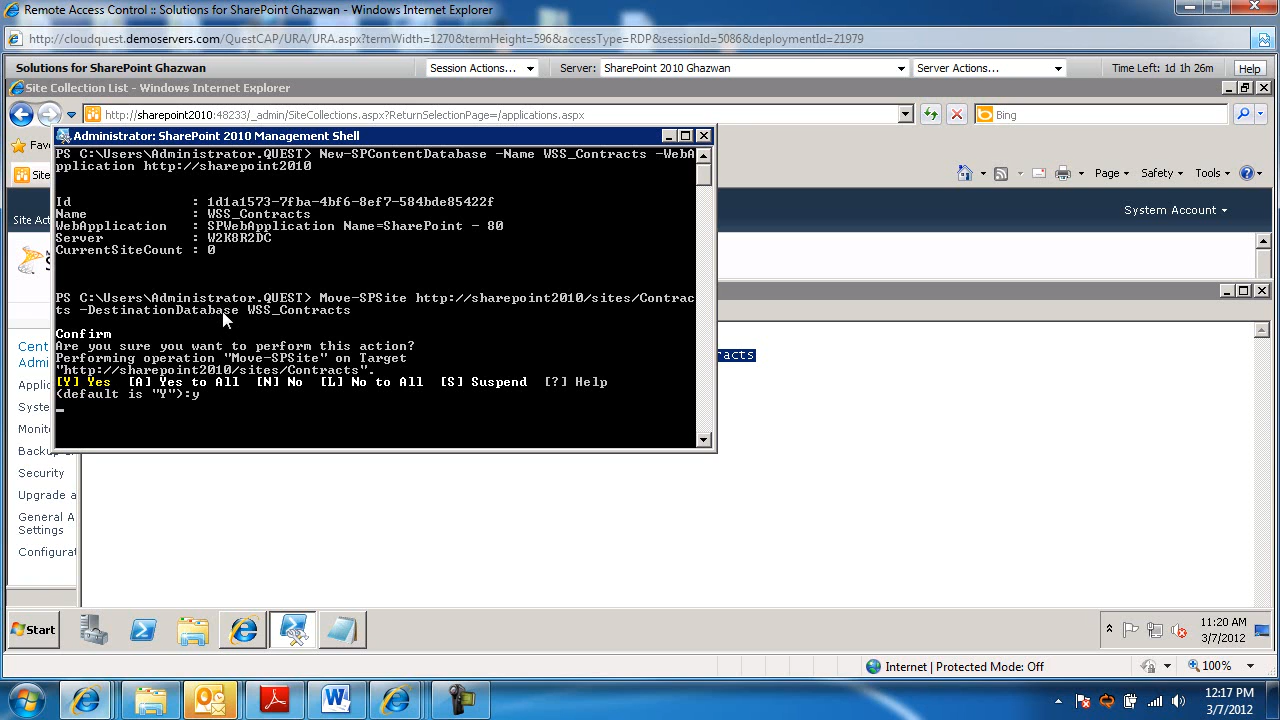 Remote Access Control :: Solutions for SharePoint Ghazwan - Windows Internet Explorer
http://cloudquest.demoservers.com/QuestCAP/URA/URA.aspx?termWidth=1270&termHeight=596&accessType=RDP&sessionId=5086&deploymentId=21979
Solutions for SharePoint Ghazwan
Session Actions...
Server: SharePoint 2010 Ghazwan
Server Actions...
Time Left: 1d 1h 26m
Help
Site Collection List - Windows Internet Explorer
http://sharepoint2010:48233/_admin/SiteCollections.aspx?ReturnSelectionPage=/applications.aspx
Bing
Favo
Site
Page
Safety
Tools
Site Ac
System Account
Administrator: SharePoint 2010 Management Shell
PS C:\Users\Administrator.QUEST> New-SPContentDatabase -Name WSS_Contracts -WebA
pplication http://sharepoint2010
Id : 1d1a1573-7fba-4bf6-8ef7-584bde85422f
Name : WSS_Contracts
WebApplication : SPWebApplication Name=SharePoint - 80
Server : W2K8R2DC
CurrentSiteCount : 0
PS C:\Users\Administrator.QUEST> Move-SPSite http://sharepoint2010/sites/Contrac
ts -DestinationDatabase WSS_Contracts
Confirm
Are you sure you want to perform this action?
Performing operation "Move-SPSite" on Target
"http://sharepoint2010/sites/Contracts".
[Y] Yes [A] Yes to All [N] No [L] No to All [S] Suspend [?] Help
(default is "Y"):y
racts
Cent
Admin
Applic
System
Monit
Backup
Security
Upgrade a
General A
Settings
Configurat
Start
11:20 AM
3/7/2012
Internet | Protected Mode: Off
100%
12:17 PM
3/7/2012